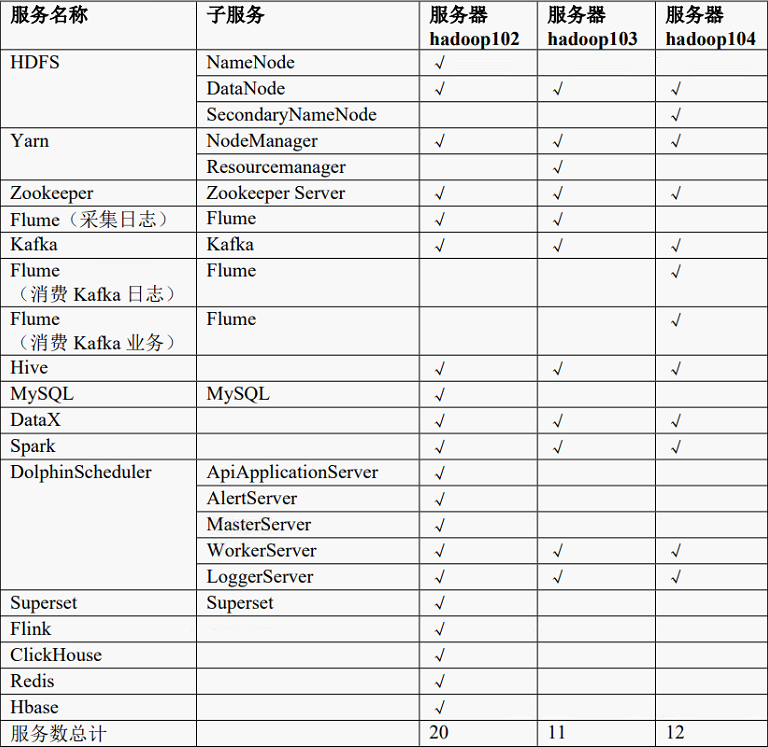 服务名称 子服务 服务器 服务器 服务器
hadoop102 hadoop103 hadoop104
HDFS NameNode √
DataNode √ √ √
SecondaryNameNode √
Yarn NodeManager √ √ √
Resourcemanager √
Zookeeper Zookeeper Server √ √ √
Flume（采集日志） Flume √ √
Kafka Kafka √ √ √
Flume Flume √
（消费 Kafka 日志）
Flume Flume √
（消费 Kafka 业务）
Hive √ √ √
MySQL MySQL √
DataX √ √ √
Spark √ √ √
DolphinScheduler ApiApplicationServer √
AlertServer √
MasterServer √
WorkerServer √ √ √
LoggerServer √ √ √
Superset Superset √
Flink √
ClickHouse √
Redis √
Hbase √
服务数总计 20 11 12